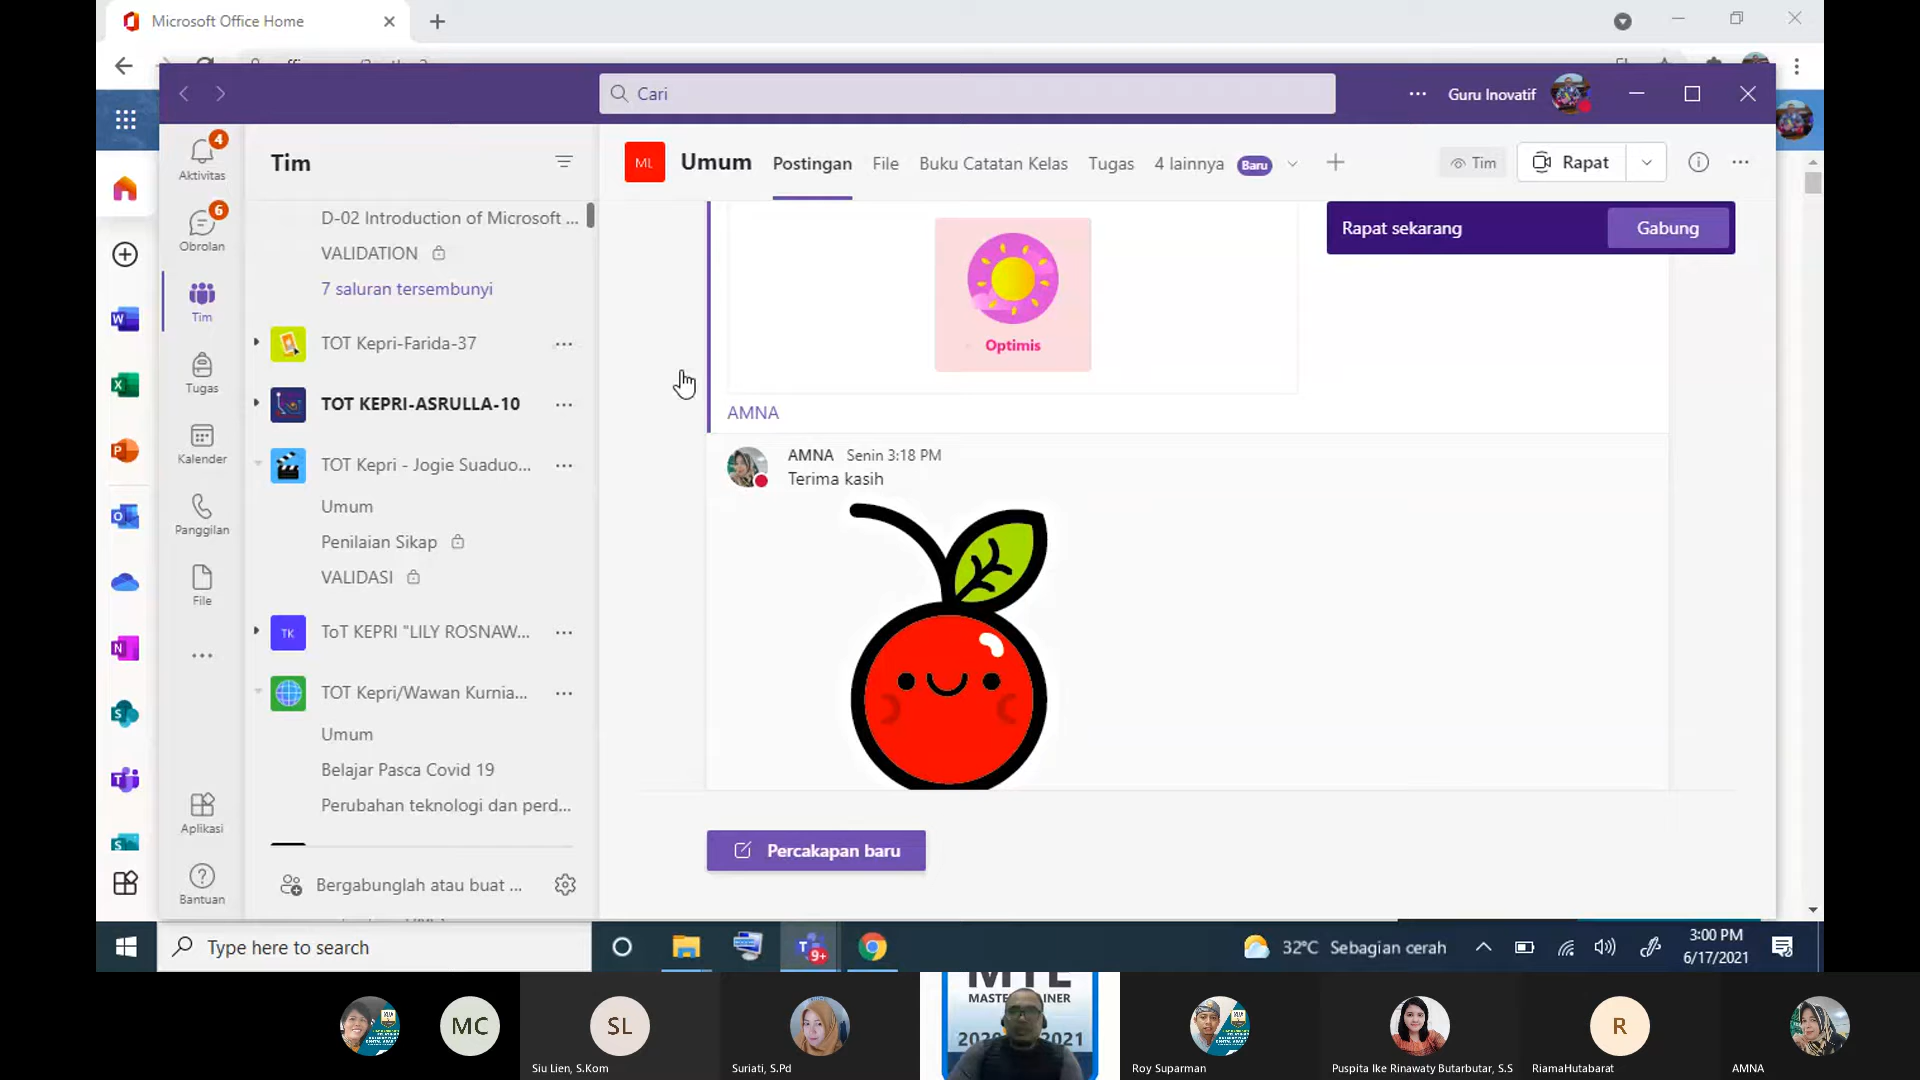 Microsoft Office Home
Cari
Guru Inovatif
4
Aktivitas
6
Obrolan
Tim
Tugas
Kalender
Panggilan
File
Aplikasi
Bantuan
Tim
D-02 Introduction of Microsoft ...
VALIDATION
7 saluran tersembunyi
TOT Kepri-Farida-37
TOT KEPRI-ASRULLA-10
TOT Kepri - Jogie Suaduo...
Umum
Penilaian Sikap
VALIDASI
TK
ToT KEPRI "LILY ROSNAW...
TOT Kepri/Wawan Kurnia...
Umum
Belajar Pasca Covid 19
Perubahan teknologi dan perd...
Bergabunglah atau buat ...
ML
Umum
Postingan
File
Buku Catatan Kelas
Tugas
4 lainnya
Baru
Tim
Rapat
Rapat sekarang
Gabung
Optimis
AMNA
AMNA Senin 3:18 PM
Terima kasih
Percakapan baru
Type here to search
9+
32°C Sebagian cerah
3:00 PM
6/17/2021
MC
SL
Siu Lien, S.Kom
Suriati, S.Pd
Roy Suparman
Puspita Ike Rinawaty Butarbutar, S.S
R
RiamaHutabarat
AMNA